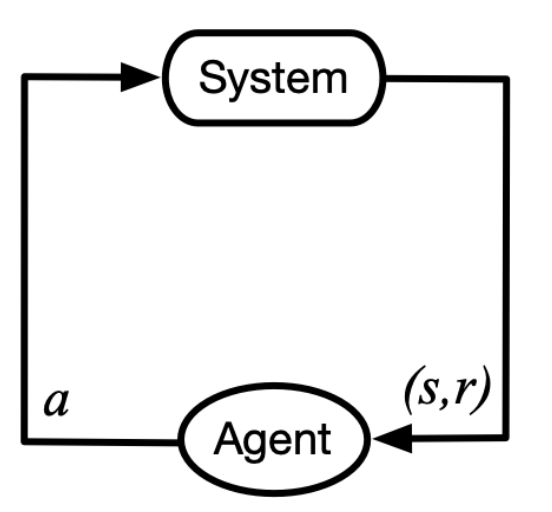 System
a
(s,r)
Agent